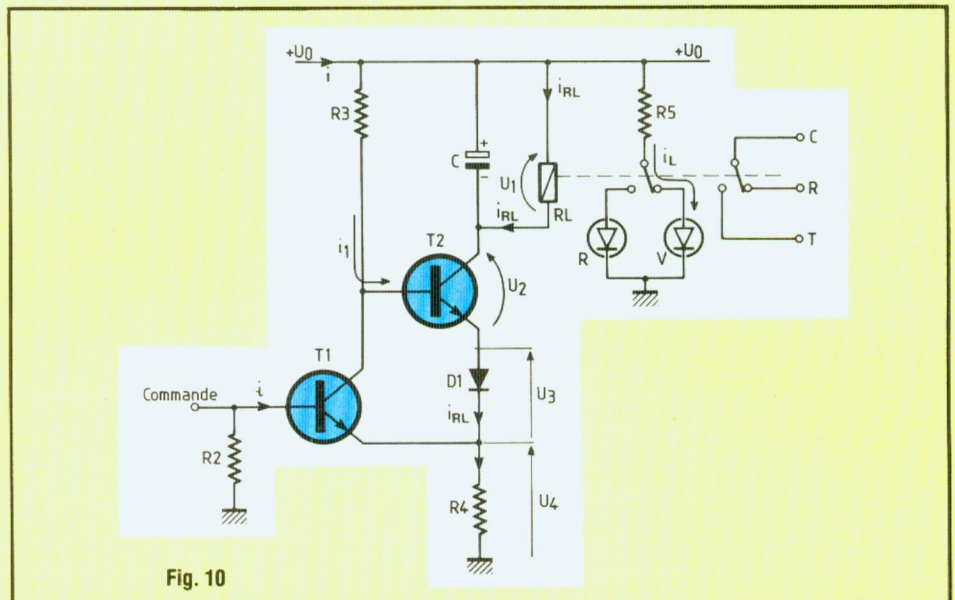 +U0
i
+U0
R3
iRL
R5
C
+
-
C
U1
RL
iL
iRL
R
T
R
V
i1
T2
U2
T1
D1
U3
Commande
i
iRL
R2
R4
U4
Fig. 10